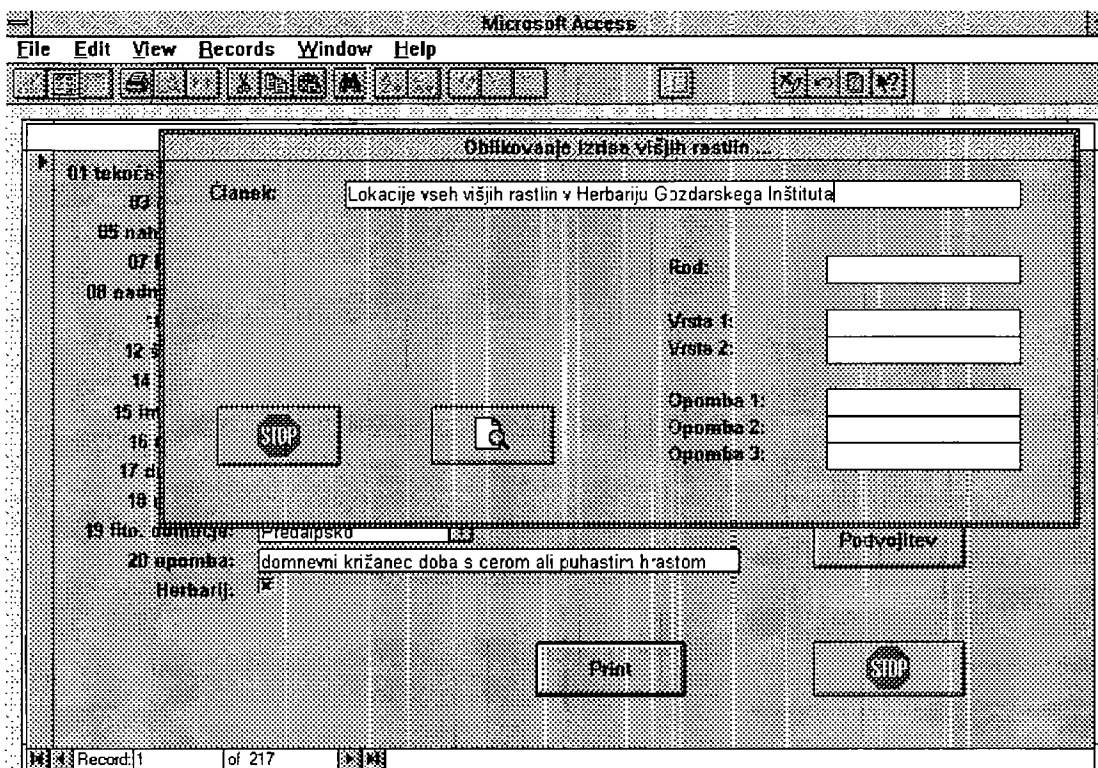 Microsoft Access
File Edit View Records Window Help
Oblikovanje izpisa višjih rastlin ...
01 tekoča
Članek: Lokacije vseh višjih rastlin v Herbariju Gozdarskega Inštituta
03
05 nah
07
Rod:
08 nadm
Vrsta 1:
12
Vrsta 2:
14
Opomba 1:
15 im
STOP
Opomba 2:
16
Opomba 3:
17 d
18
19 fito. območje: Predalpsko
Podvojitev
20 opomba: domnevni križanec doba s cerom ali puhastim hrastom
Herbarij:
Print
STOP
Record: 1 of 217